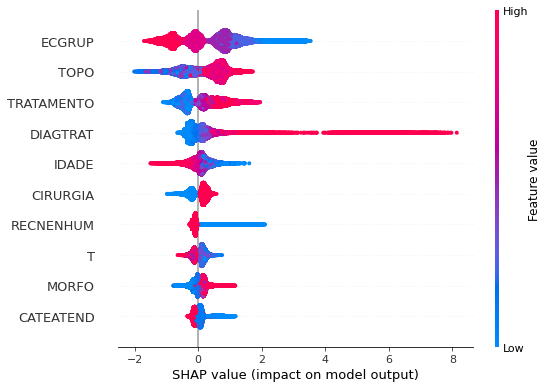 High
ECGRUP
TOPO
TRATAMENTO
DIAGTRAT
IDADE
CIRURGIA
RECNENHUM
T
MORFO
CATEATEND
Feature value
Low
−2 0 2 4 6 8
SHAP value (impact on model output)